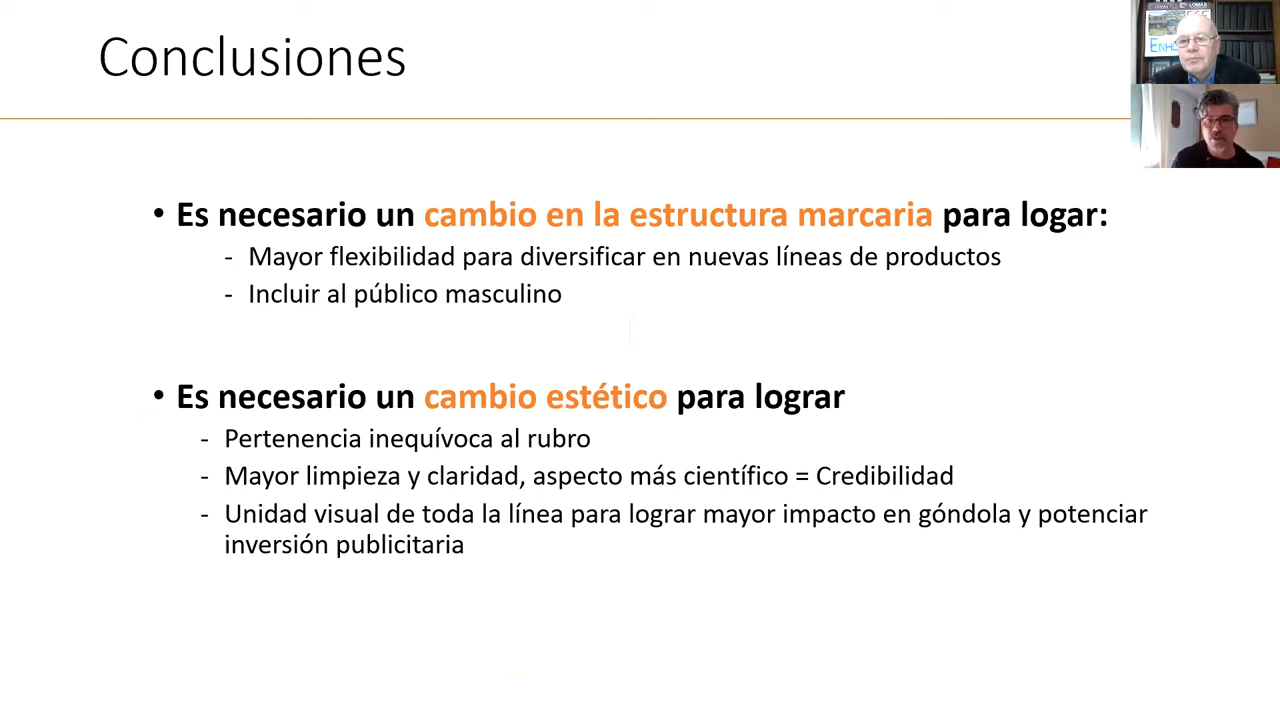 Conclusiones
• Es necesario un cambio en la estructura marcaria para logar:
- Mayor flexibilidad para diversificar en nuevas líneas de productos
- Incluir al público masculino
• Es necesario un cambio estético para lograr
- Pertenencia inequívoca al rubro
- Mayor limpieza y claridad, aspecto más científico = Credibilidad
- Unidad visual de toda la línea para lograr mayor impacto en góndola y potenciar
inversión publicitaria
LOMAS